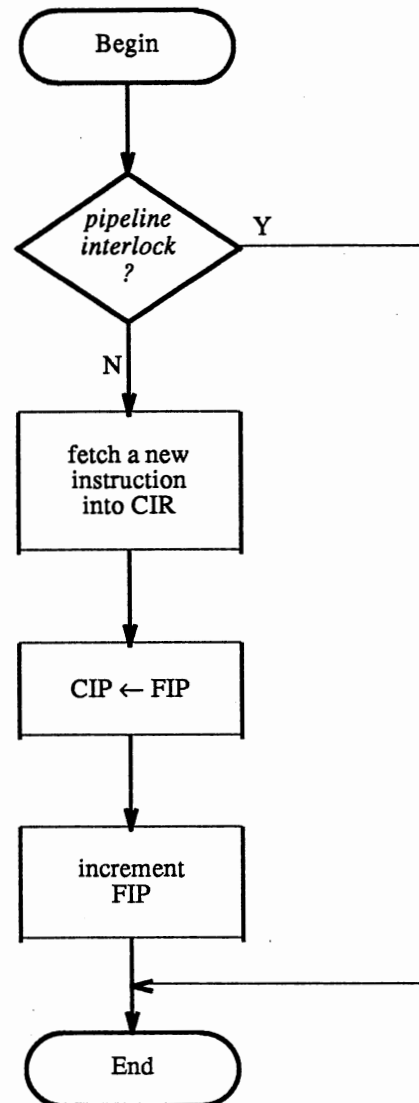 Begin
pipeline
interlock
?
Y
N
fetch a new
instruction
into CIR
CIP ← FIP
increment
FIP
End